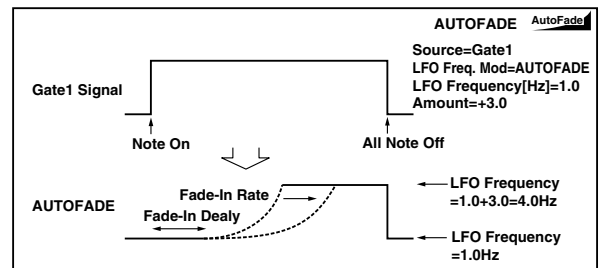 AUTOFADE AutoFade
Source=Gate1
LFO Freq. Mod=AUTOFADE
LFO Frequency[Hz]=1.0
Amount=+3.0
Gate1 Signal
Note On
All Note Off
Fade-In Rate
LFO Frequency
=1.0+3.0=4.0Hz
AUTOFADE
Fade-In Dealy
LFO Frequency
=1.0Hz